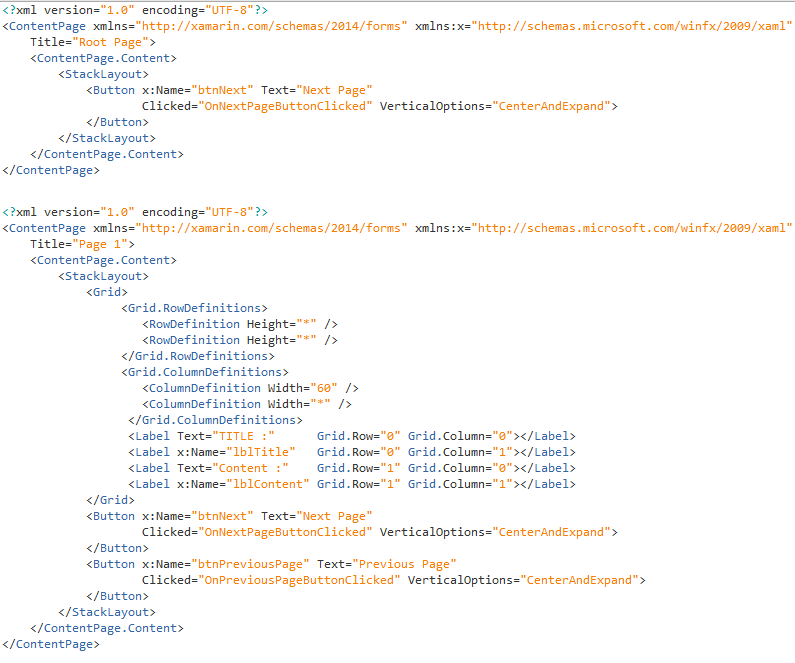 <?xml version="1.0" encoding="UTF-8"?>
<ContentPage xmlns="http://xamarin.com/schemas/2014/forms" xmlns:x="http://schemas.microsoft.com/winfx/2009/xaml"
    Title="Root Page">
    <ContentPage.Content>
        <StackLayout>
            <Button x:Name="btnNext" Text="Next Page"
                    Clicked="OnNextPageButtonClicked" VerticalOptions="CenterAndExpand">
            </Button>
        </StackLayout>
    </ContentPage.Content>
</ContentPage>

<?xml version="1.0" encoding="UTF-8"?>
<ContentPage xmlns="http://xamarin.com/schemas/2014/forms" xmlns:x="http://schemas.microsoft.com/winfx/2009/xaml"
    Title="Page 1">
    <ContentPage.Content>
        <StackLayout>
            <Grid>
                 <Grid.RowDefinitions>
                    <RowDefinition Height="*" />
                    <RowDefinition Height="*" />
                 </Grid.RowDefinitions>
                 <Grid.ColumnDefinitions>
                    <ColumnDefinition Width="60" />
                    <ColumnDefinition Width="*" />
                  </Grid.ColumnDefinitions>
                  <Label Text="TITLE :"      Grid.Row="0" Grid.Column="0"></Label>
                  <Label x:Name="lblTitle"   Grid.Row="0" Grid.Column="1"></Label>
                  <Label Text="Content :"    Grid.Row="1" Grid.Column="0"></Label>
                  <Label x:Name="lblContent" Grid.Row="1" Grid.Column="1"></Label>
            </Grid>
            <Button x:Name="btnNext" Text="Next Page"
                    Clicked="OnNextPageButtonClicked" VerticalOptions="CenterAndExpand">
            </Button>
            <Button x:Name="btnPreviousPage" Text="Previous Page"
                    Clicked="OnPreviousPageButtonClicked" VerticalOptions="CenterAndExpand">
            </Button>
        </StackLayout>
    </ContentPage.Content>
</ContentPage>